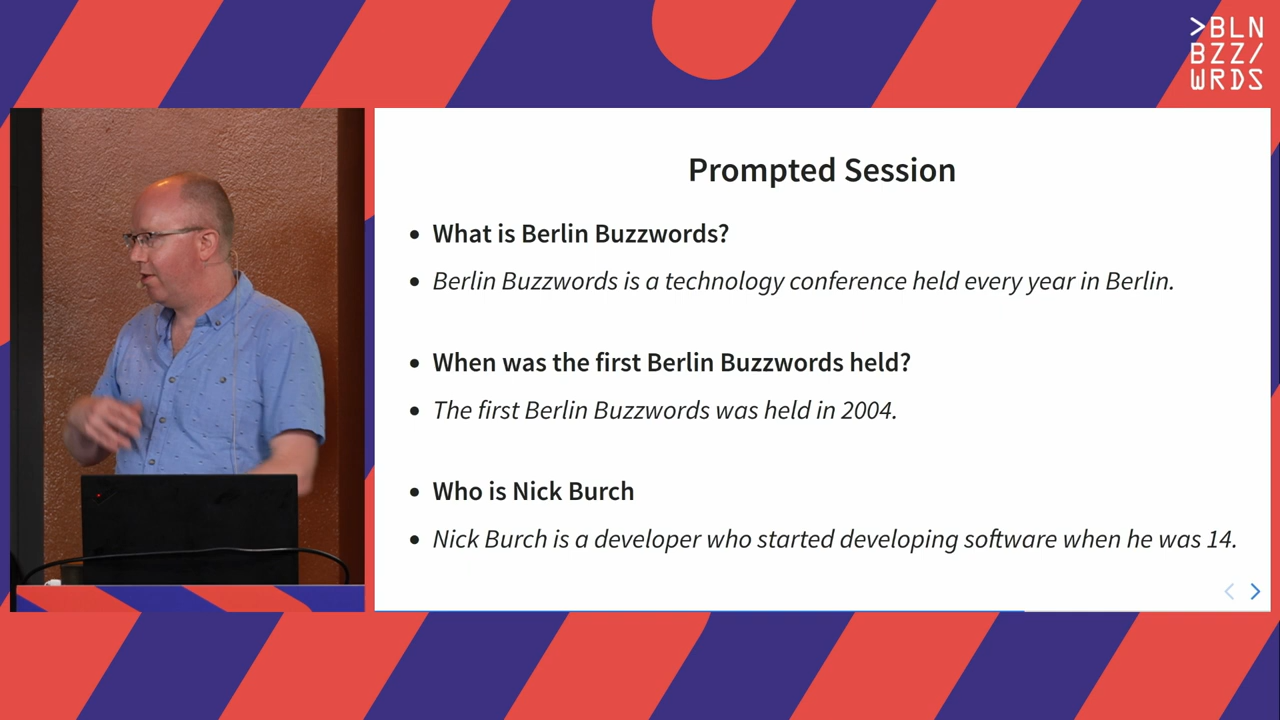 >BLN
BZZ/
WRDS
Prompted Session
• What is Berlin Buzzwords?
• Berlin Buzzwords is a technology conference held every year in Berlin.
• When was the first Berlin Buzzwords held?
• The first Berlin Buzzwords was held in 2004.
• Who is Nick Burch
• Nick Burch is a developer who started developing software when he was 14.